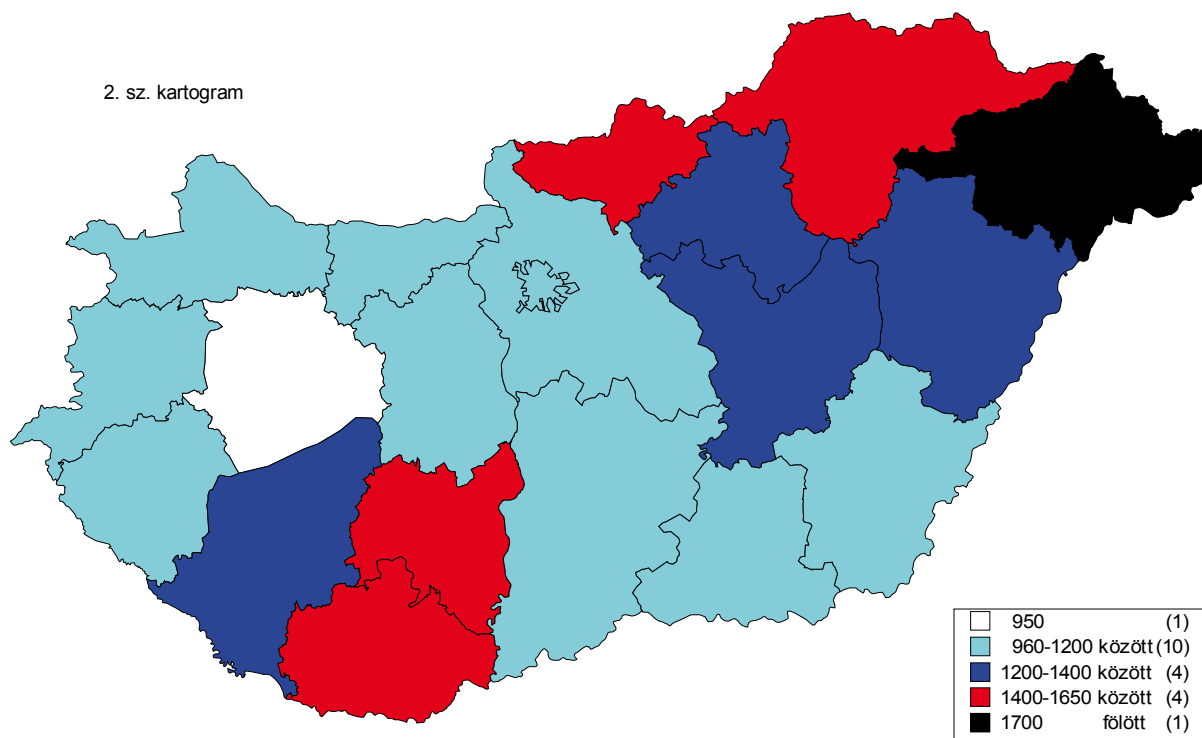 2. sz. kartogram
950 (1)
960-1200 között (10)
1200-1400 között (4)
1400-1650 között (4)
1700 fölött (1)